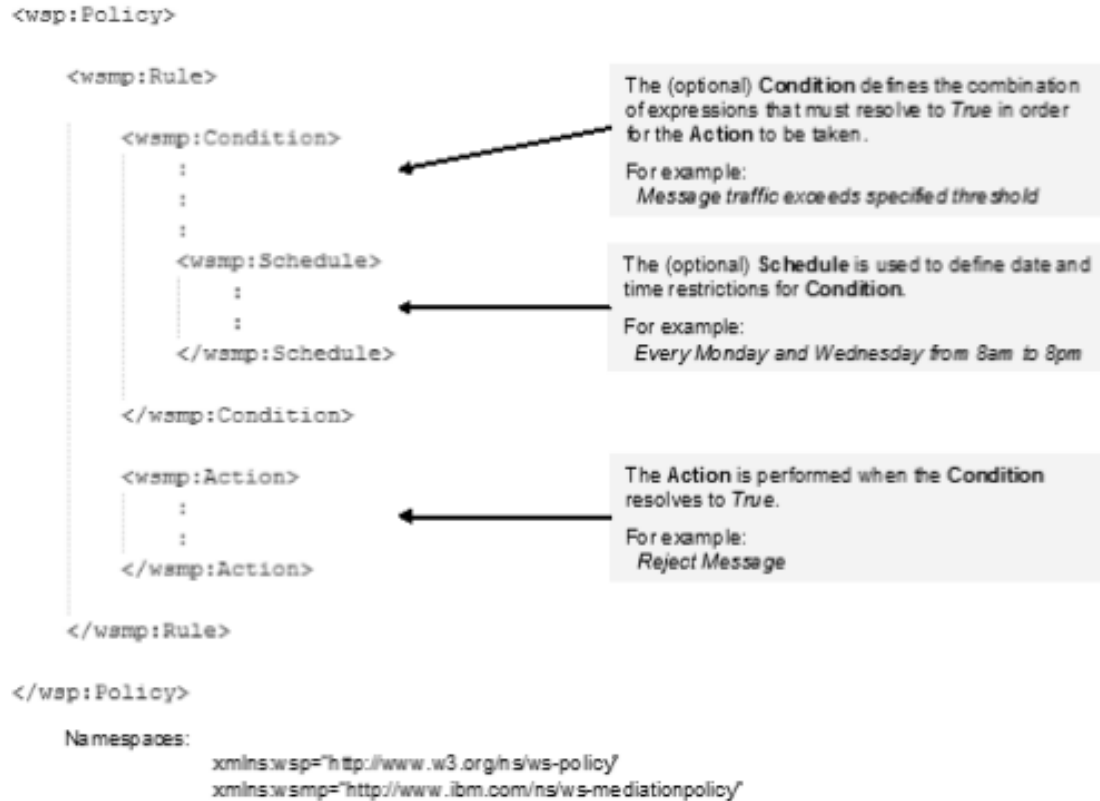 <wsp:Policy>
<wsmp:Rule>
<wsmp:Condition>
:
:
:
<wsmp:Schedule>
:
:
</wsmp:Schedule>
</wsmp:Condition>
<wsmp:Action>
:
:
</wsmp:Action>
</wsmp:Rule>
</wsp:Policy>
The (optional) Condition defines the combination
of expressions that must resolve to True in order
for the Action to be taken.
For example:
Message traffic exceeds specified threshold
The (optional) Schedule is used to define date and
time restrictions for Condition.
For example:
Every Monday and Wednesday from 8am to 8pm
The Action is performed when the Condition
resolves to True.
For example:
Reject Message
Namespaces:
xmlns:wsp="http://www.w3.org/ns/ws-policy"
xmlns:wsmp="http://www.ibm.com/ns/ws-mediationpolicy"